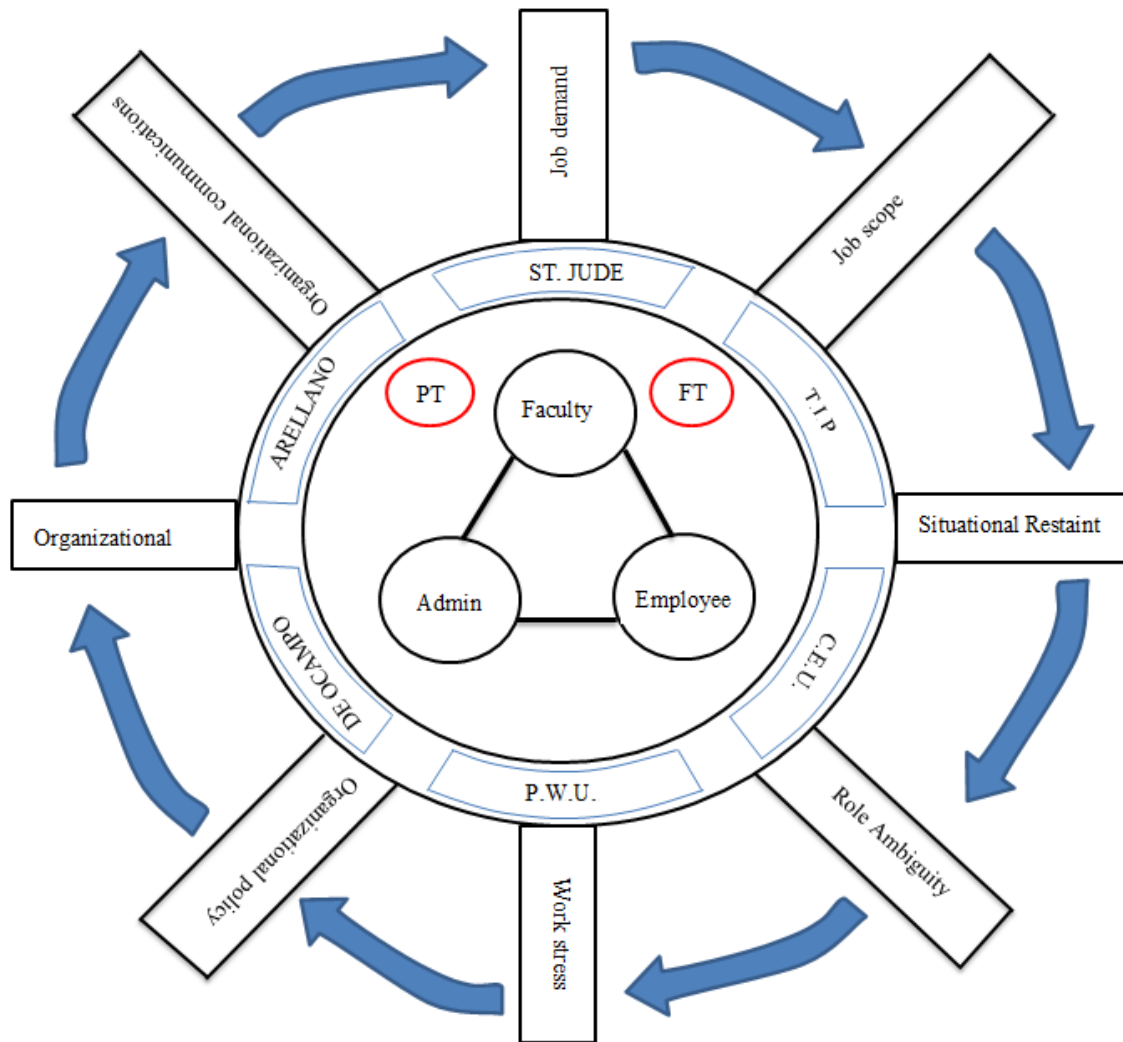 Job demand
Job scope
Situational Restaint
Role Ambiguity
Work stress
Organizational policy
Organizational
Organizational communications
ST. JUDE
T.I.P
C.E.U.
P.W.U.
DE OCAMPO
ARELLANO
PT
FT
Faculty
Admin
Employee